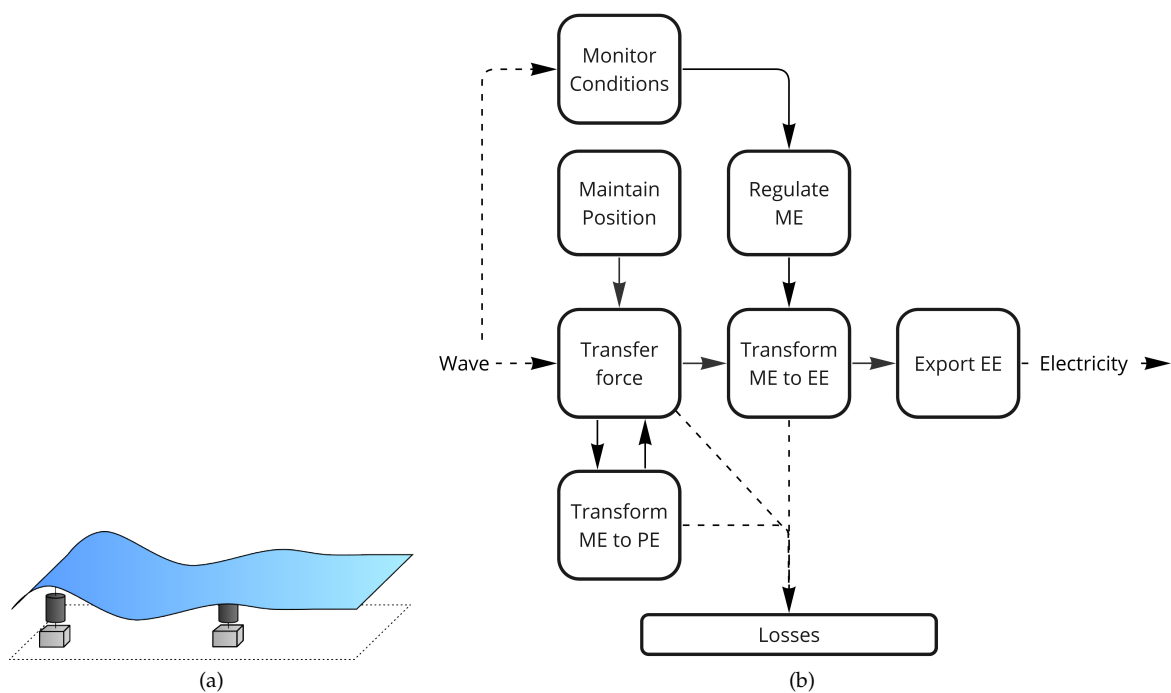 Monitor
Conditions
Maintain
Position
Regulate
ME
Wave
Transfer
force
Transform
ME to EE
Export EE
Electricity
Transform
ME to PE
Losses
(a)
(b)